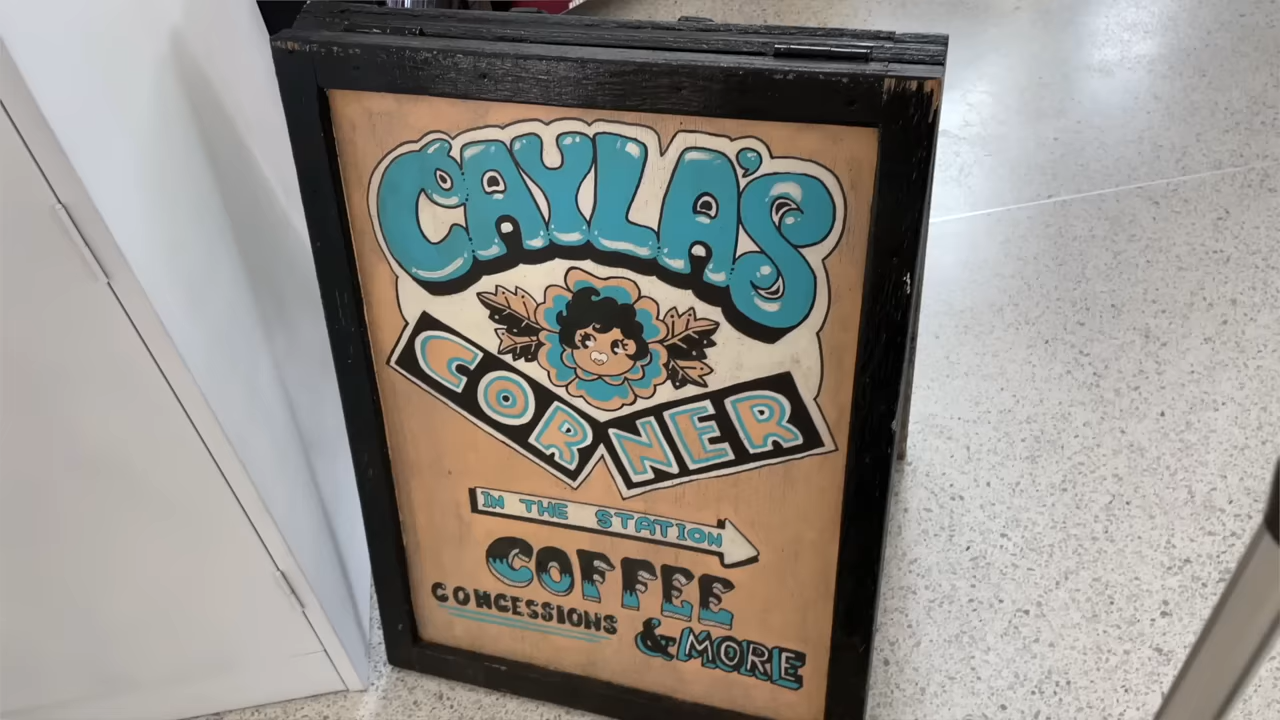 CAYLA'S
CORNER
IN THE STATION
COFFEE
CONCESSIONS
& MORE